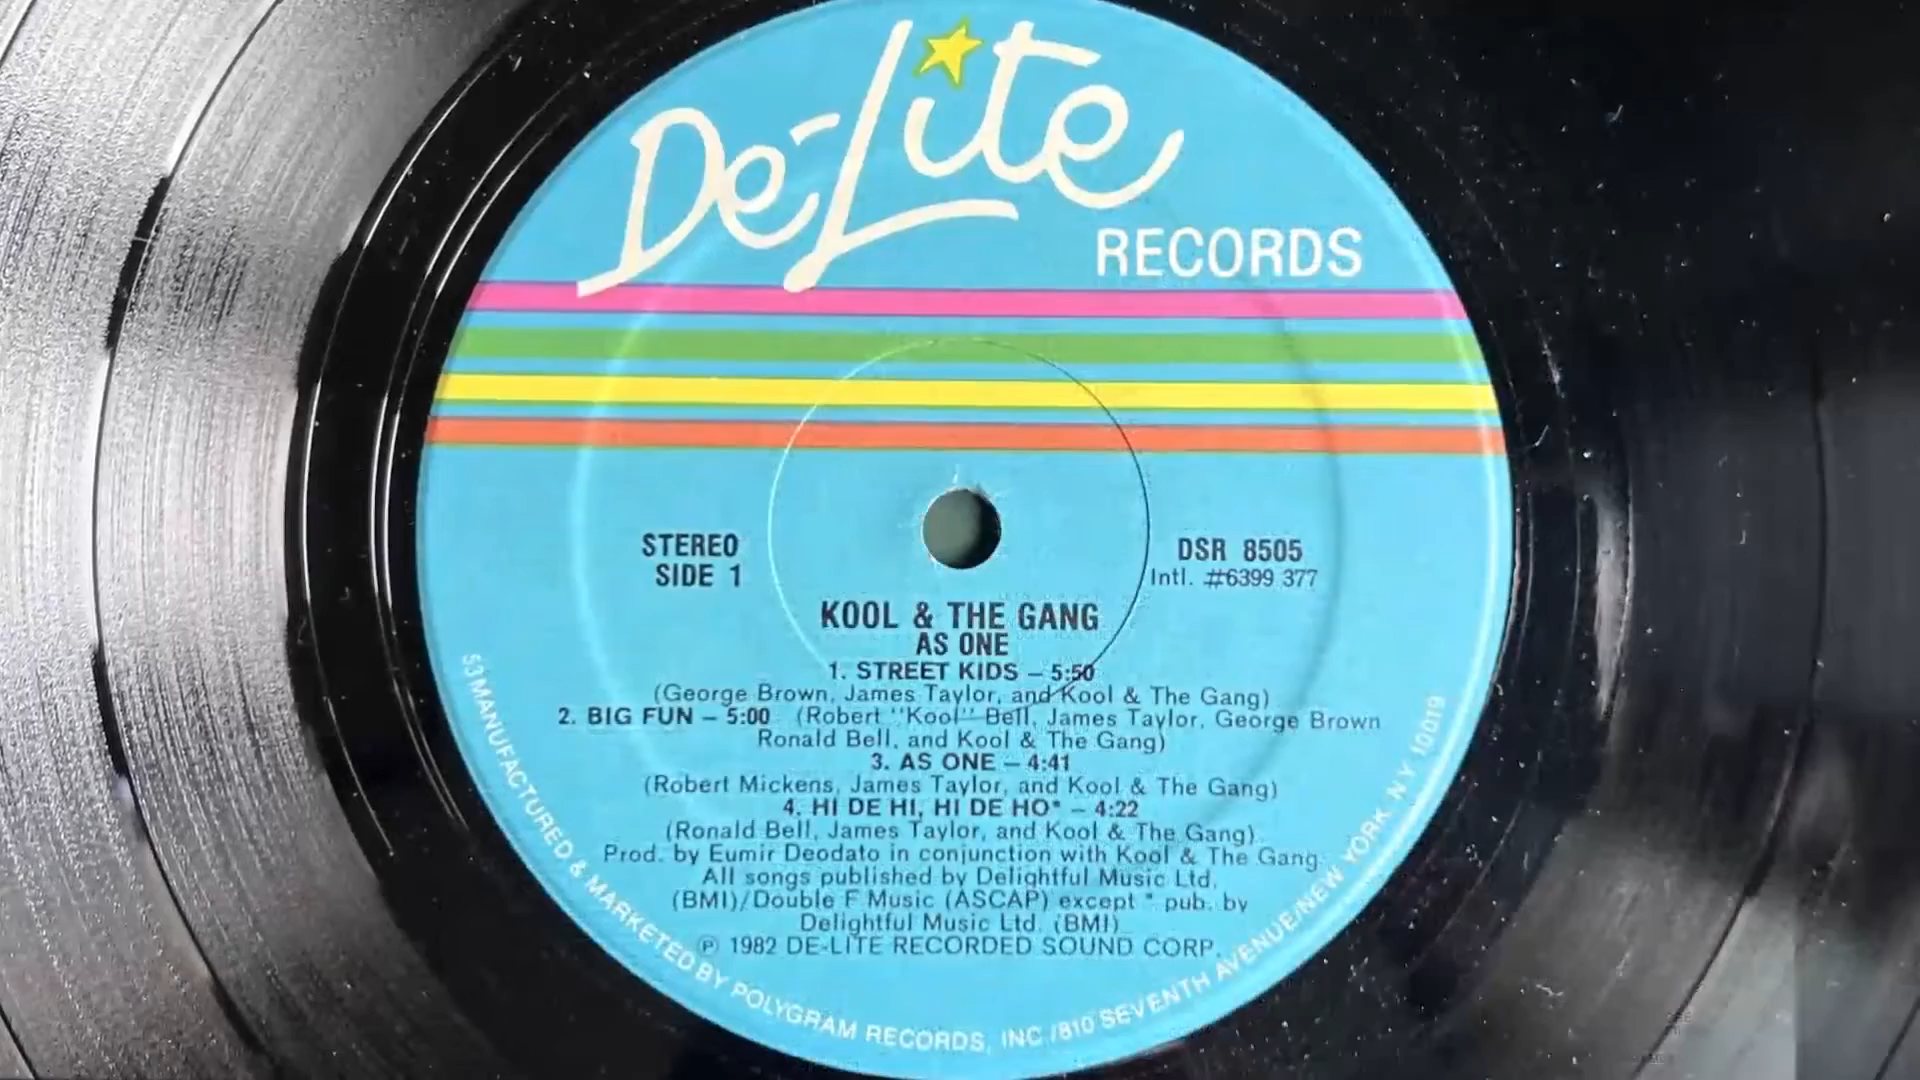 De-Lite
RECORDS
STEREO
SIDE 1
DSR 8505
Intl. #6399 377
KOOL & THE GANG
AS ONE
1. STREET KIDS – 5:50
(George Brown, James Taylor, and Kool & The Gang)
2. BIG FUN – 5:00 (Robert "Kool" Bell, James Taylor, George Brown
Ronald Bell, and Kool & The Gang)
3. AS ONE – 4:41
(Robert Mickens, James Taylor, and Kool & The Gang)
4. HI DE HI, HI DE HO* – 4:22
(Ronald Bell, James Taylor, and Kool & The Gang)
Prod. by Eumir Deodato in conjunction with Kool & The Gang
All songs published by Delightful Music Ltd.
(BMI)/Double F Music (ASCAP) except * pub. by
Delightful Music Ltd. (BMI)
℗ 1982 DE-LITE RECORDED SOUND CORP.
53 MANUFACTURED & MARKETED BY POLYGRAM RECORDS, INC /810 SEVENTH AVENUE/NEW YORK N Y 10019